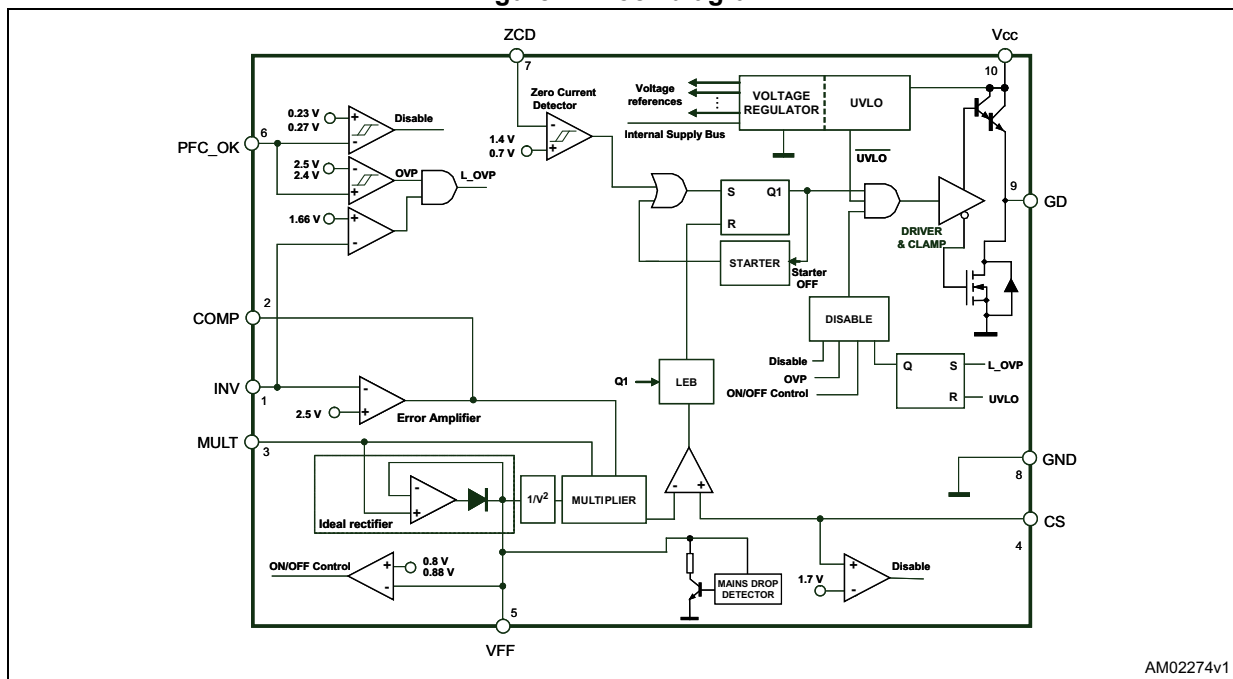 ZCD
Vcc
7
10
Zero Current
Detector
Voltage
references
VOLTAGE
REGULATOR
UVLO
Internal Supply Bus
0.23 V
0.27 V
+
-
Disable
6
PFC_OK
2.5 V
2.4 V
-
+
OVP
L_OVP
1.66 V
+
-
1.4 V
0.7 V
-
+
UVLO
S
Q1
R
9
GD
DRIVER
& CLAMP
STARTER
Starter
OFF
2
COMP
DISABLE
Disable
OVP
ON/OFF Control
Q
S
R
L_OVP
UVLO
Q1
LEB
INV
1
-
+
2.5 V
Error Amplifier
MULT
3
GND
8
-
+
Ideal rectifier
1/V2
MULTIPLIER
-
+
CS
4
ON/OFF Control
+
-
0.8 V
0.88 V
MAINS DROP
DETECTOR
1.7 V
+
-
Disable
5
VFF
AM02274v1